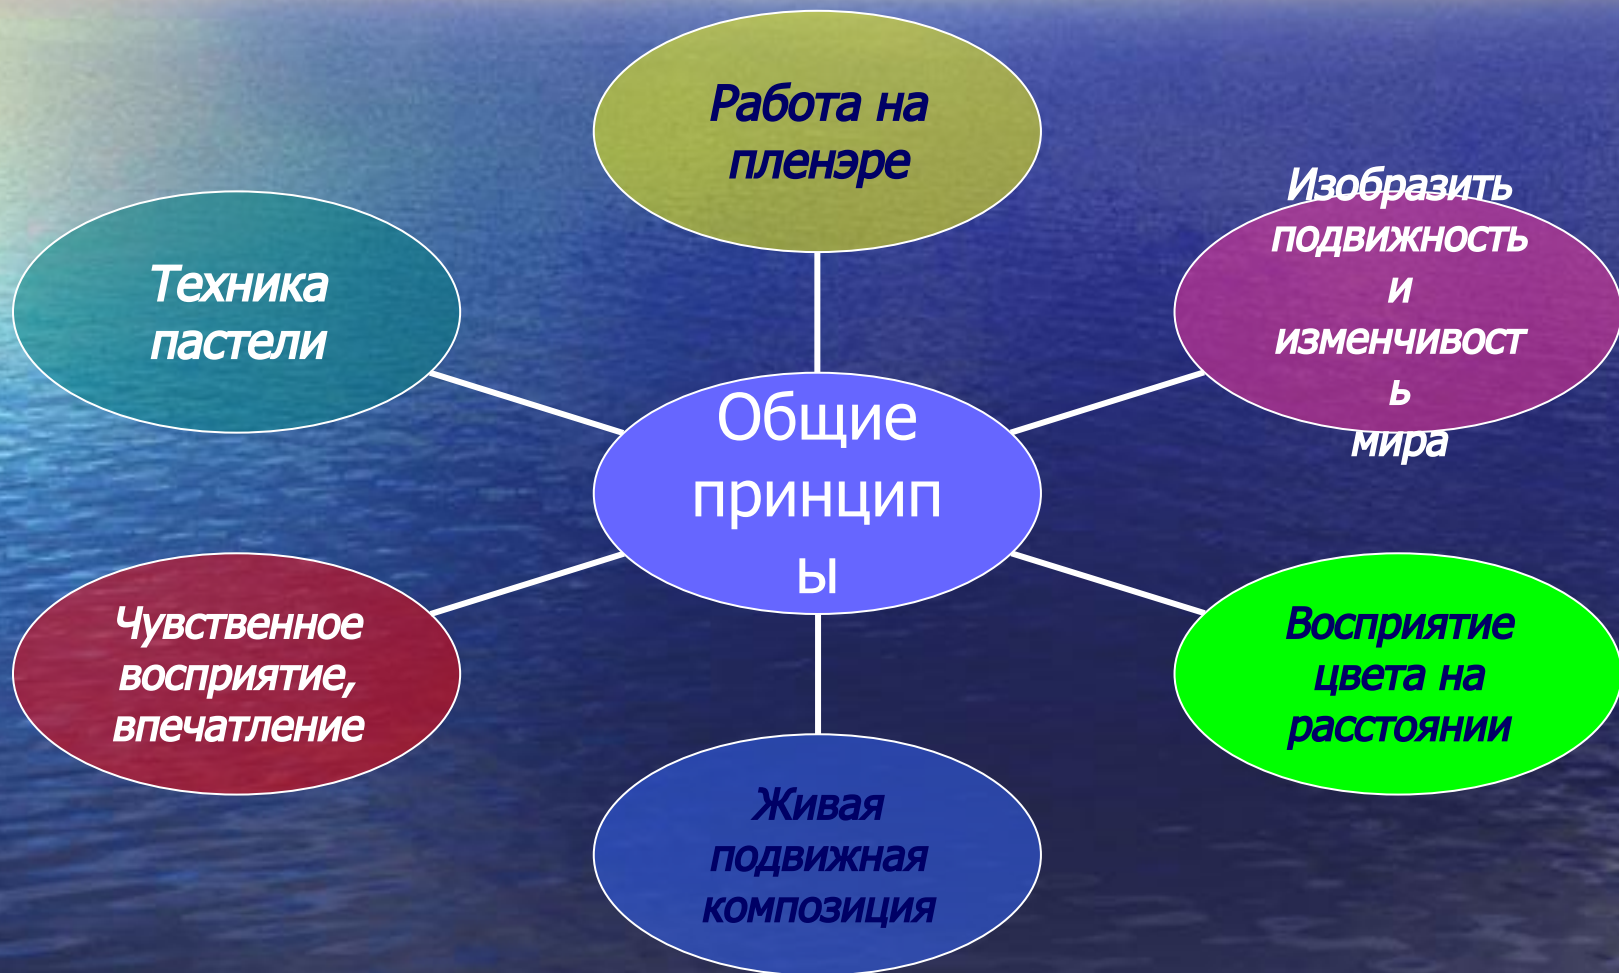 Работа на
пленэре
Изобразить
подвижность
и
изменчивост
ь
мира
Техника
пастели
Общие
принцип
ы
Чувственное
восприятие,
впечатление
Восприятие
цвета на
расстоянии
Живая
подвижная
композиция